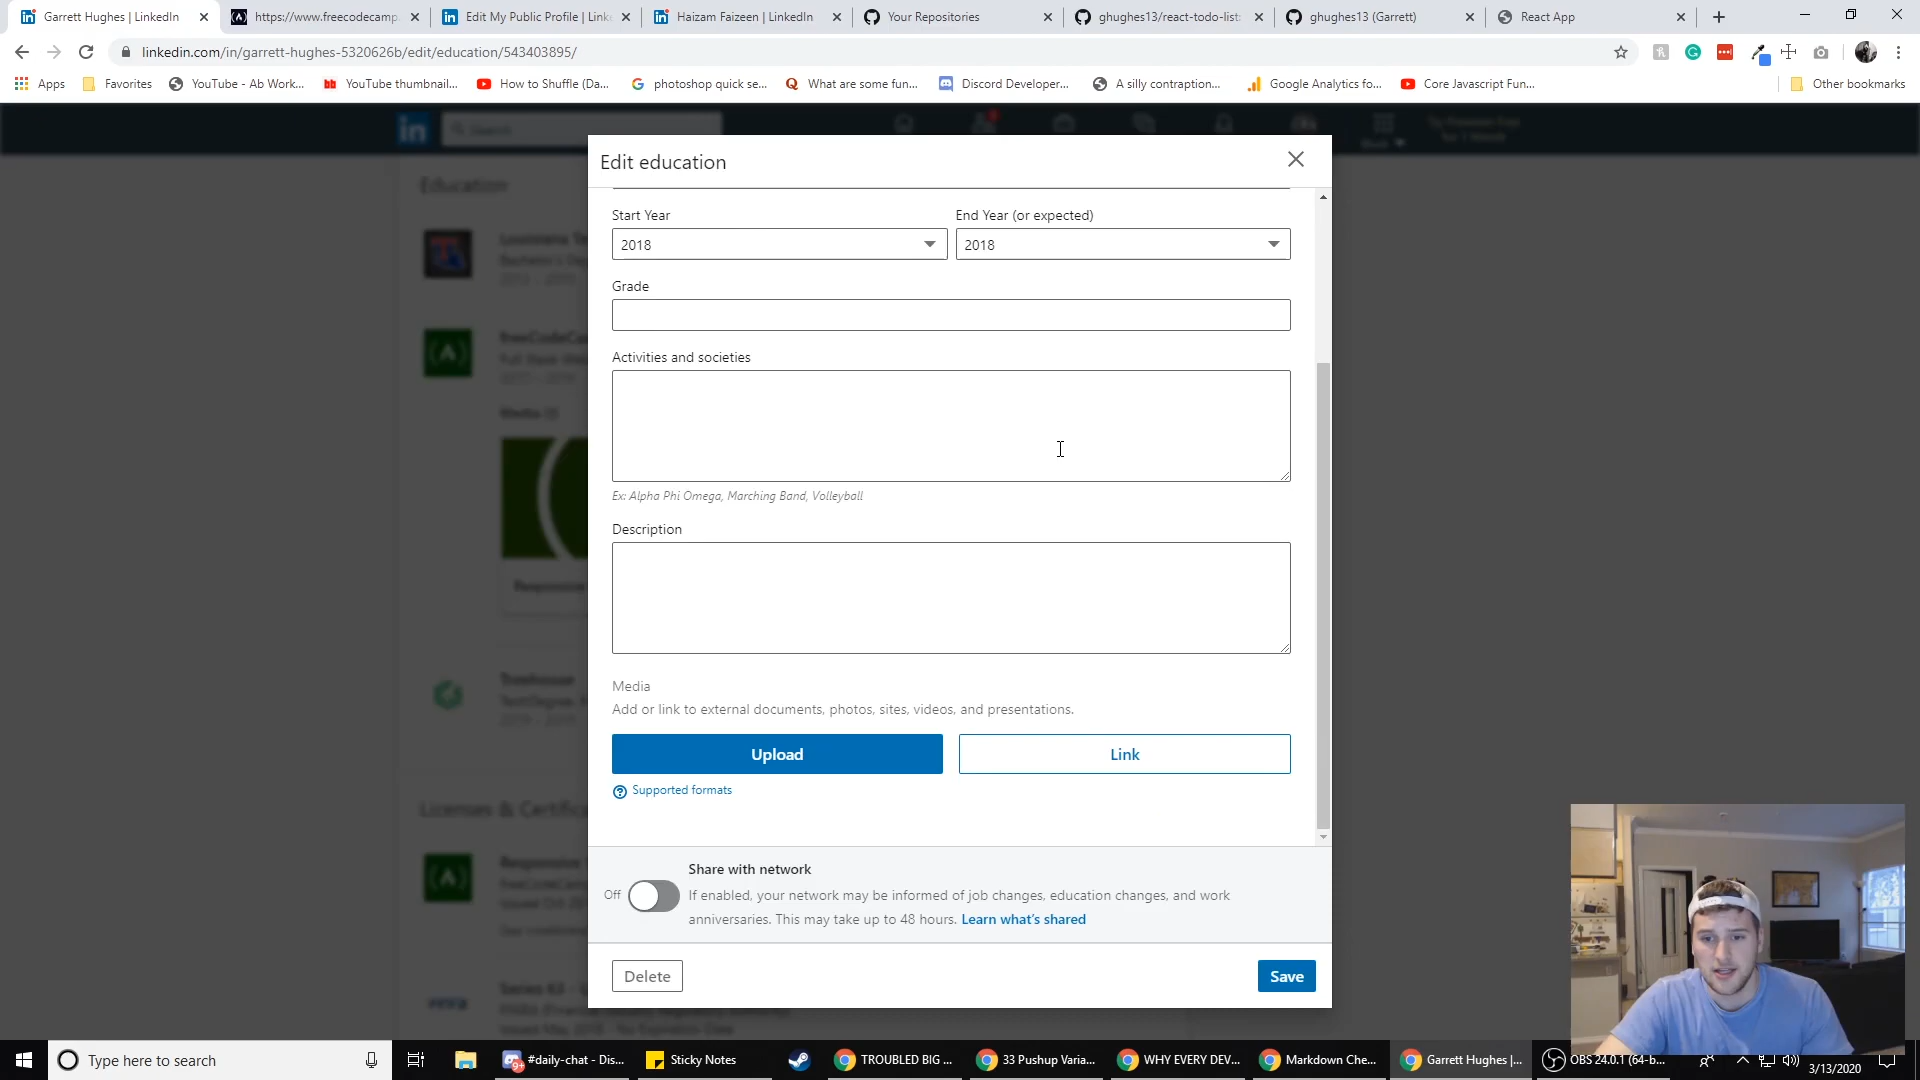 Garrett Hughes | LinkedIn
https://www.freecodecamp.
Edit My Public Profile | Link
Haizam Faizeen | LinkedIn
Your Repositories
ghughes13/react-todo-list:
ghughes13 (Garrett)
React App
linkedin.com/in/garrett-hughes-5320626b/edit/education/543403895/
Apps
Favorites
YouTube - Ab Work...
YouTube thumbnail...
How to Shuffle (Da...
photoshop quick se...
What are some fun...
Discord Developer...
A silly contraption...
Google Analytics fo...
Core Javascript Fun...
Other bookmarks
Search
Education
Edit education
Start Year
End Year (or expected)
2018
2018
Grade
Activities and societies
Ex: Alpha Phi Omega, Marching Band, Volleyball
Description
Media
Add or link to external documents, photos, sites, videos, and presentations.
Upload
Link
Supported formats
Treehouse
Off
Share with network
If enabled, your network may be informed of job changes, education changes, and work
anniversaries. This may take up to 48 hours. Learn what's shared
Delete
Save
Type here to search
#daily-chat - Dis...
Sticky Notes
TROUBLED BIG ...
33 Pushup Varia...
WHY EVERY DEV...
Markdown Che...
Garrett Hughes |...
OBS 24.0.1 (64-b...
3/13/2020